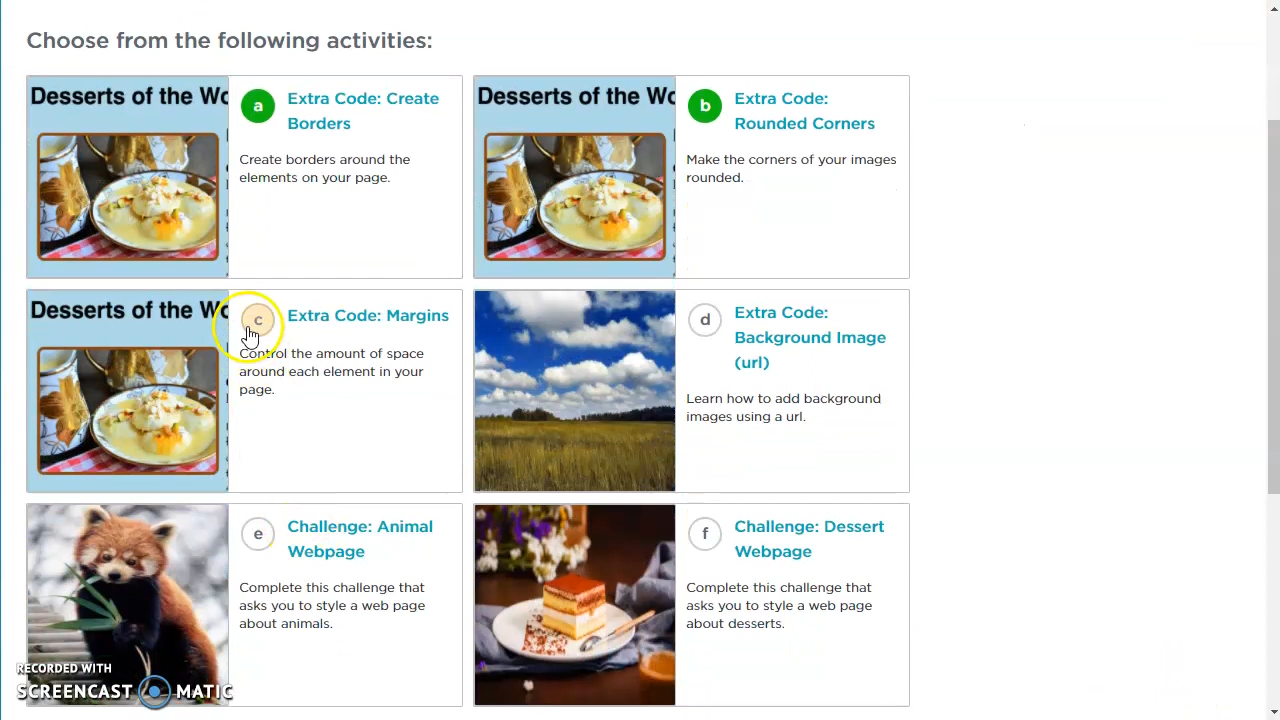 Choose from the following activities:
Desserts of the Wo
a
Extra Code: Create
Borders
Create borders around the
elements on your page.
Desserts of the Wo
b
Extra Code:
Rounded Corners
Make the corners of your images
rounded.
Desserts of the Wo
c
Extra Code: Margins
Control the amount of space
around each element in your
page.
d
Extra Code:
Background Image
(url)
Learn how to add background
images using a url.
e
Challenge: Animal
Webpage
Complete this challenge that
asks you to style a web page
about animals.
f
Challenge: Dessert
Webpage
Complete this challenge that
asks you to style a web page
about desserts.
RECORDED WITH
SCREENCAST MATIC